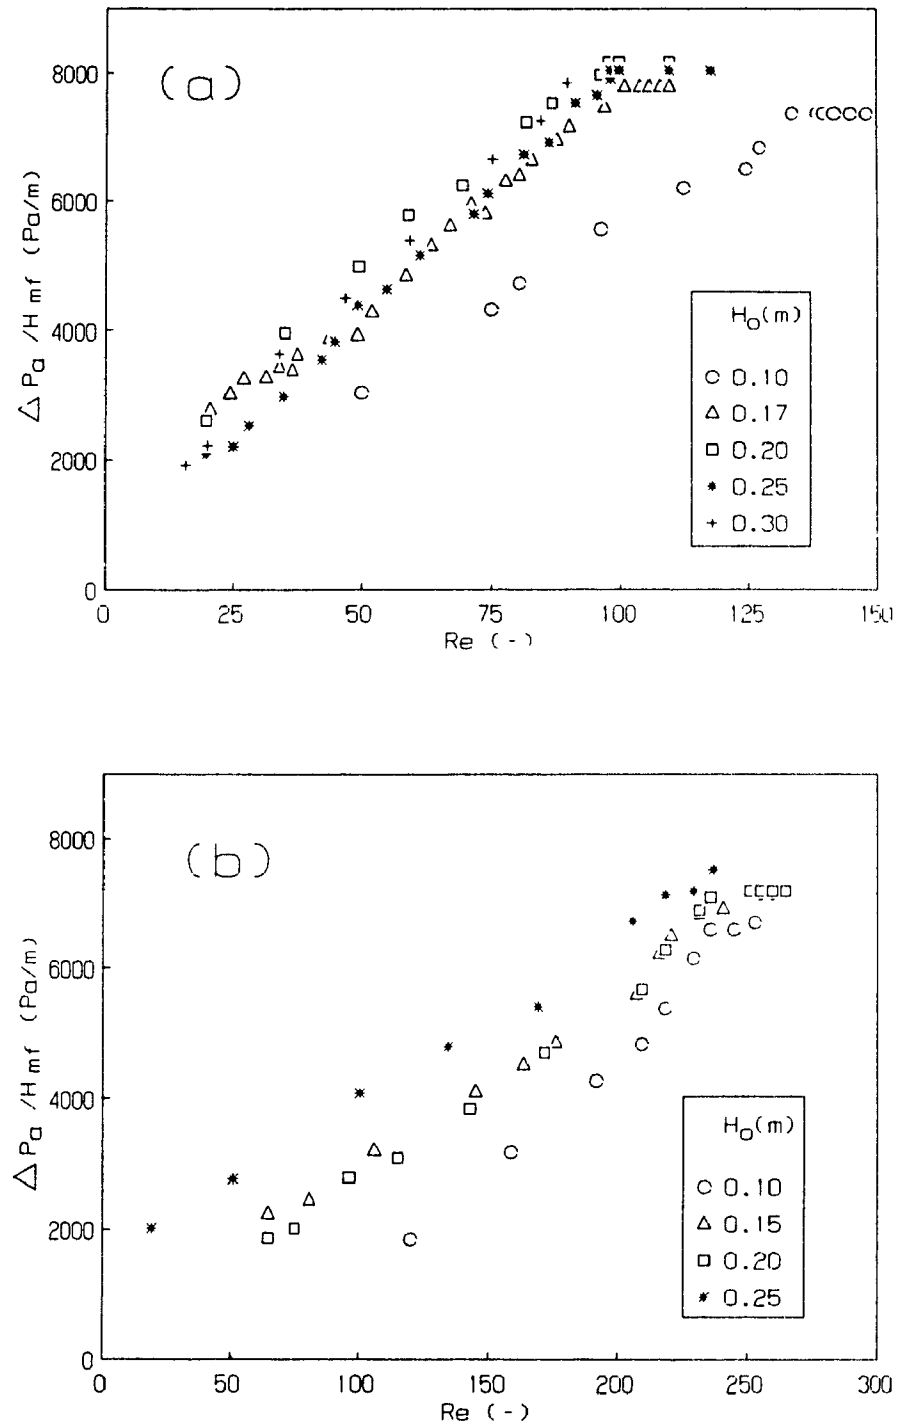 (a)
8000
6000
4000
2000
0
ΔPa/Hmf (Pa/m)
Ho(m)
○ 0.10
△ 0.17
□ 0.20
* 0.25
+ 0.30
0 25 50 75 100 125 150
Re (-)
(b)
8000
6000
4000
2000
0
ΔPa/Hmf (Pa/m)
Ho(m)
○ 0.10
△ 0.15
□ 0.20
* 0.25
0 50 100 150 200 250 300
Re (-)